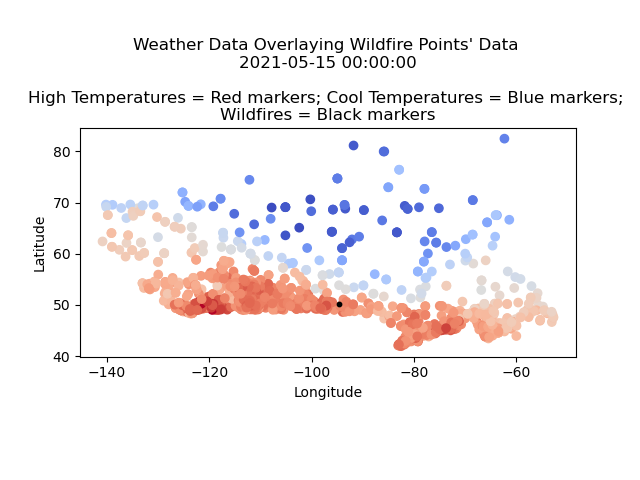 Weather Data Overlaying Wildfire Points' Data
2021-05-15 00:00:00
High Temperatures = Red markers; Cool Temperatures = Blue markers;
Wildfires = Black markers
80
70
60
50
40
Latitude
−140 −120 −100 −80 −60
Longitude